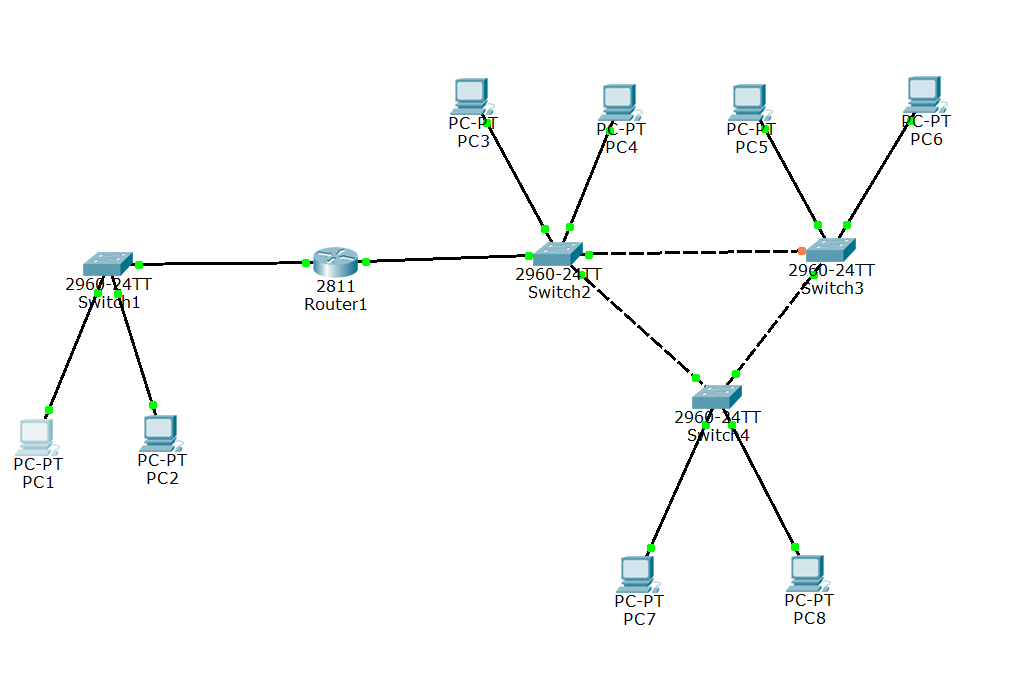 PC-PT
PC3
PC-PT
PC4
PC-PT
PC5
PC-PT
PC6
2960-24TT
Switch1
2811
Router1
2960-24TT
Switch2
2960-24TT
Switch3
2960-24TT
Switch4
PC-PT
PC1
PC-PT
PC2
PC-PT
PC7
PC-PT
PC8